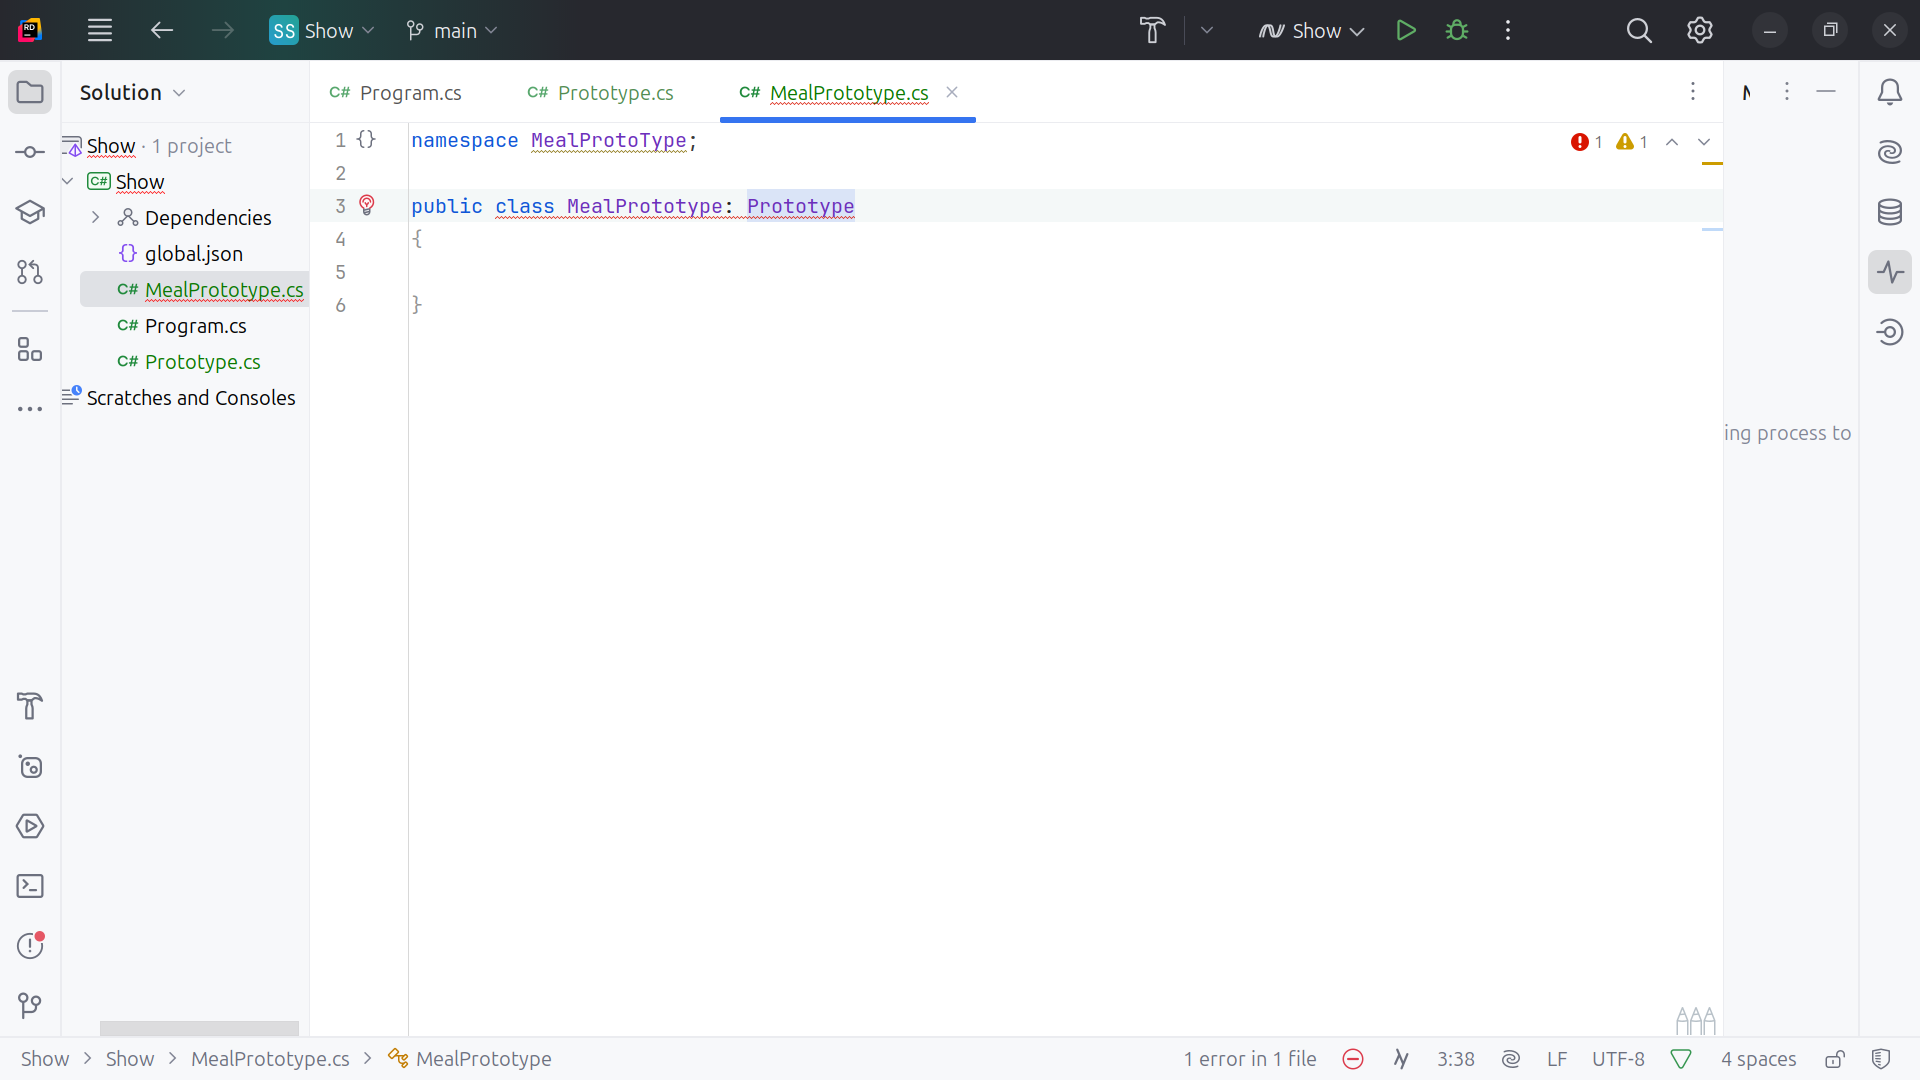 SS Show
main
Show
Solution
C# Program.cs
C# Prototype.cs
C# MealPrototype.cs
Show · 1 project
C# Show
Dependencies
{} global.json
C# MealPrototype.cs
C# Program.cs
C# Prototype.cs
Scratches and Consoles
1 {} namespace MealProtoType;
2
3 public class MealPrototype: Prototype
4 {
5
6 }
1 1
ing process to
Show > Show > MealPrototype.cs > MealPrototype
1 error in 1 file
3:38
LF
UTF-8
4 spaces